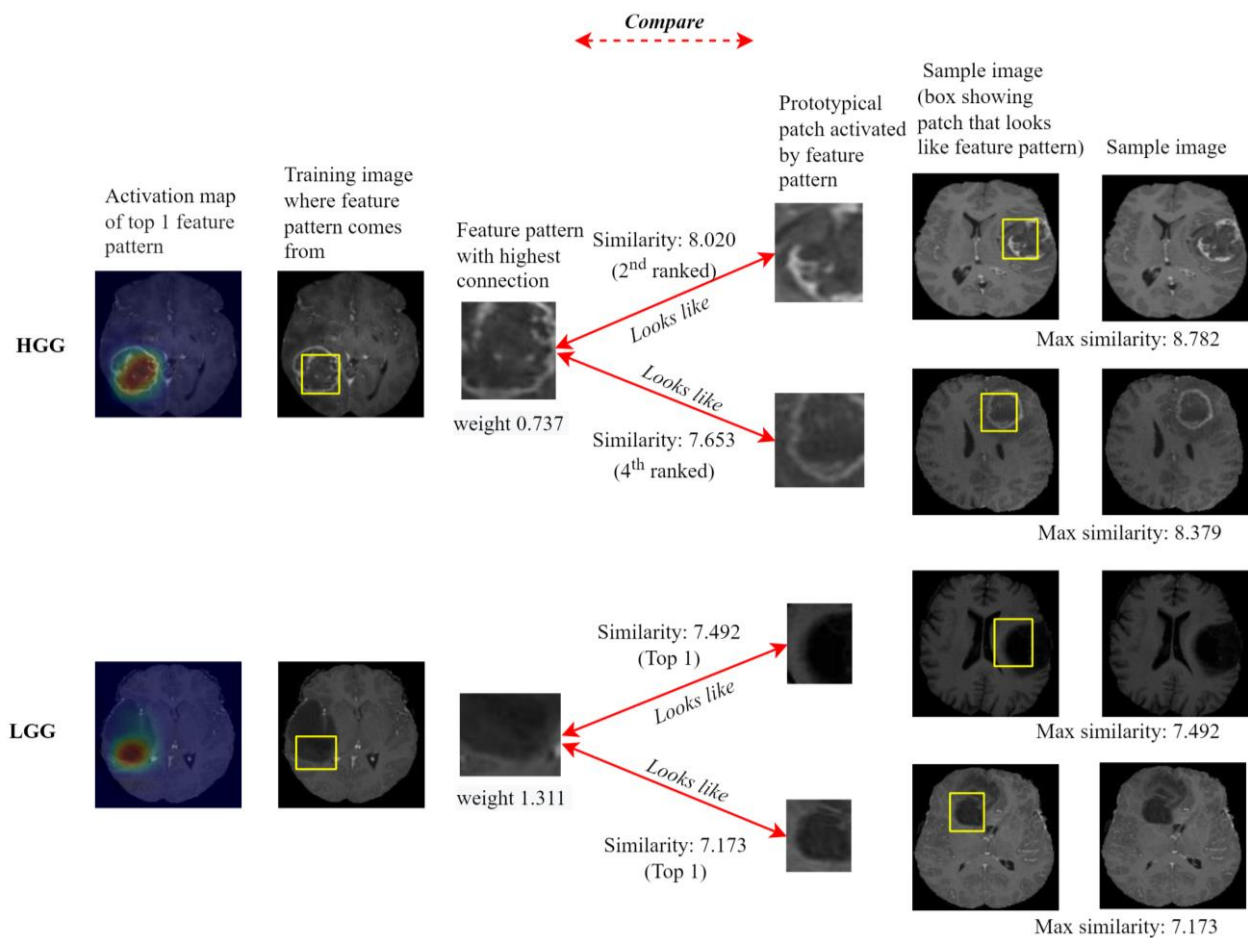 Compare
Activation map
of top 1 feature
pattern
Training image
where feature
pattern comes
from
Feature pattern
with highest
connection
Prototypical
patch activated
by feature
pattern
Sample image
(box showing
patch that looks
like feature pattern)
Sample image
HGG
weight 0.737
Similarity: 8.020
(2nd ranked)
Looks like
Looks like
Similarity: 7.653
(4th ranked)
Max similarity: 8.782
Max similarity: 8.379
LGG
weight 1.311
Similarity: 7.492
(Top 1)
Looks like
Looks like
Similarity: 7.173
(Top 1)
Max similarity: 7.492
Max similarity: 7.173